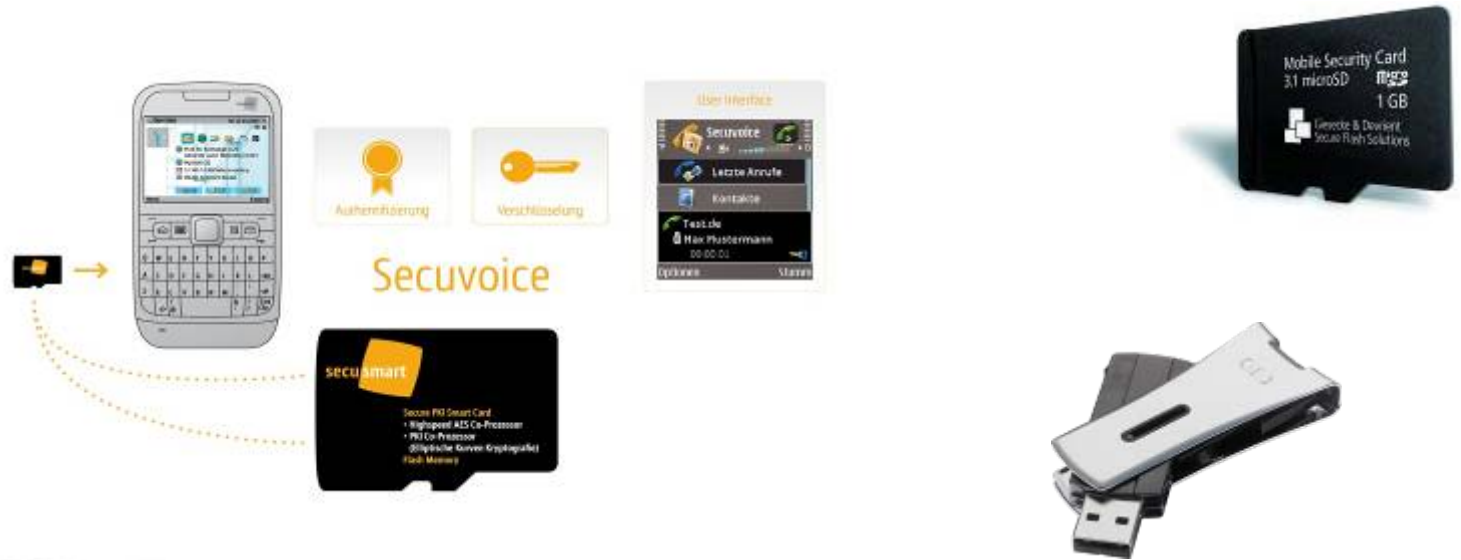 Authentifizierung
Verschlüsselung
Secuvoice
secusmart
Secure PKI Smart Card
• Highspeed AES Co-Prozessor
• PKI Co-Prozessor
(Elliptische Kurven Kryptografie)
Flash Memory
User Interface
Secuvoice
Letzte Anrufe
Kontakte
Test.de
Max Mustermann
00:00:01
Optionen Stumm
Mobile Security Card
3.1 microSD micro
1 GB
Giesecke & Devrient
Secure Flash Solutions